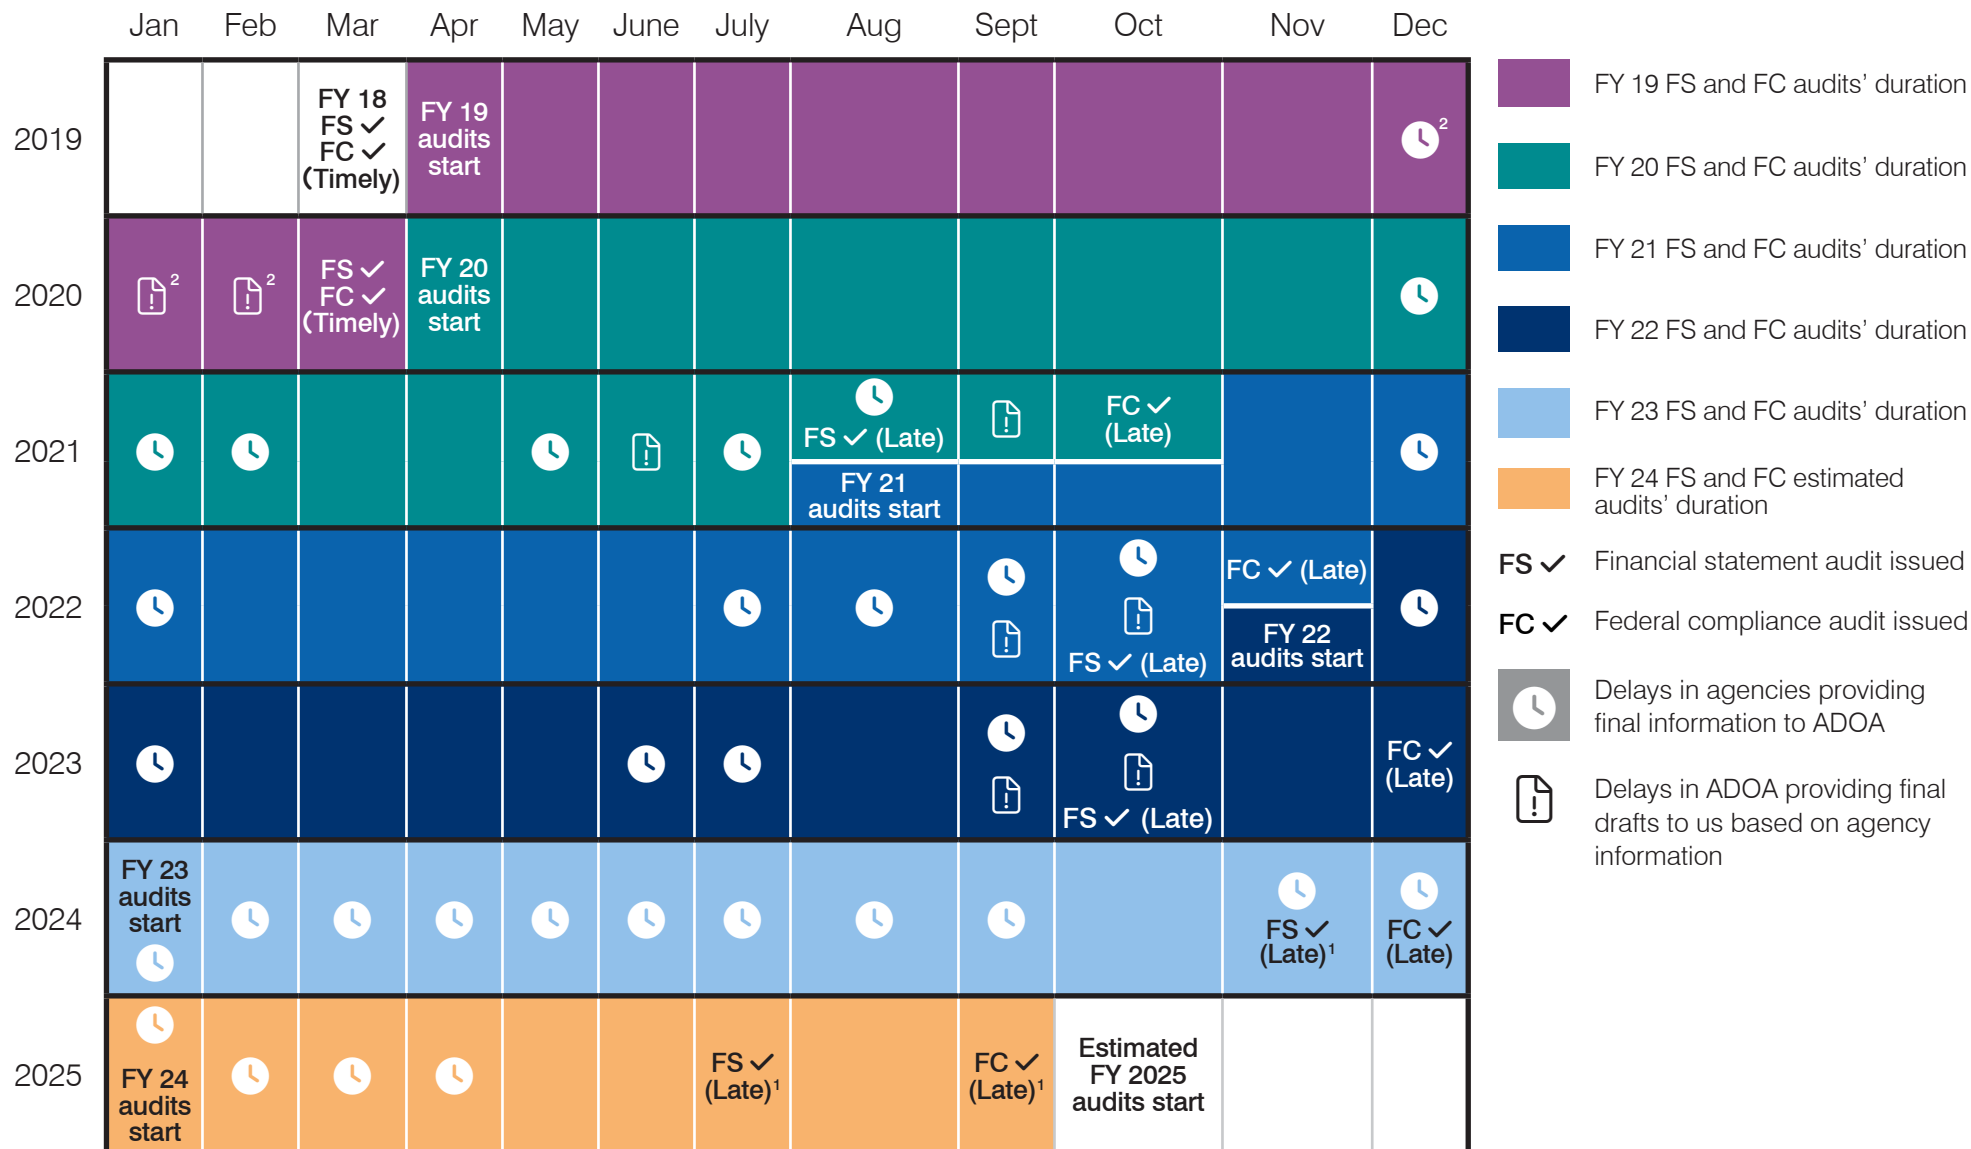 Jan Feb Mar Apr May June July Aug Sept Oct Nov Dec
2019
FY 18
FS ✓
FC ✓
(Timely)
FY 19
audits
start
2
2020
2
2
FS ✓
FC ✓
(Timely)
FY 20
audits
start
2021
FS ✓ (Late)
FY 21
audits start
FC ✓
(Late)
2022
FS ✓ (Late)
FC ✓ (Late)
FY 22
audits start
2023
FS ✓ (Late)
FC ✓
(Late)
2024
FY 23
audits
start
FS ✓
(Late)¹
FC ✓
(Late)
2025
FY 24
audits
start
FS ✓
(Late)¹
FC ✓
(Late)¹
Estimated
FY 2025
audits start
FY 19 FS and FC audits’ duration
FY 20 FS and FC audits’ duration
FY 21 FS and FC audits’ duration
FY 22 FS and FC audits’ duration
FY 23 FS and FC audits’ duration
FY 24 FS and FC estimated
audits’ duration
FS ✓ Financial statement audit issued
FC ✓ Federal compliance audit issued
Delays in agencies providing
final information to ADOA
Delays in ADOA providing final
drafts to us based on agency
information